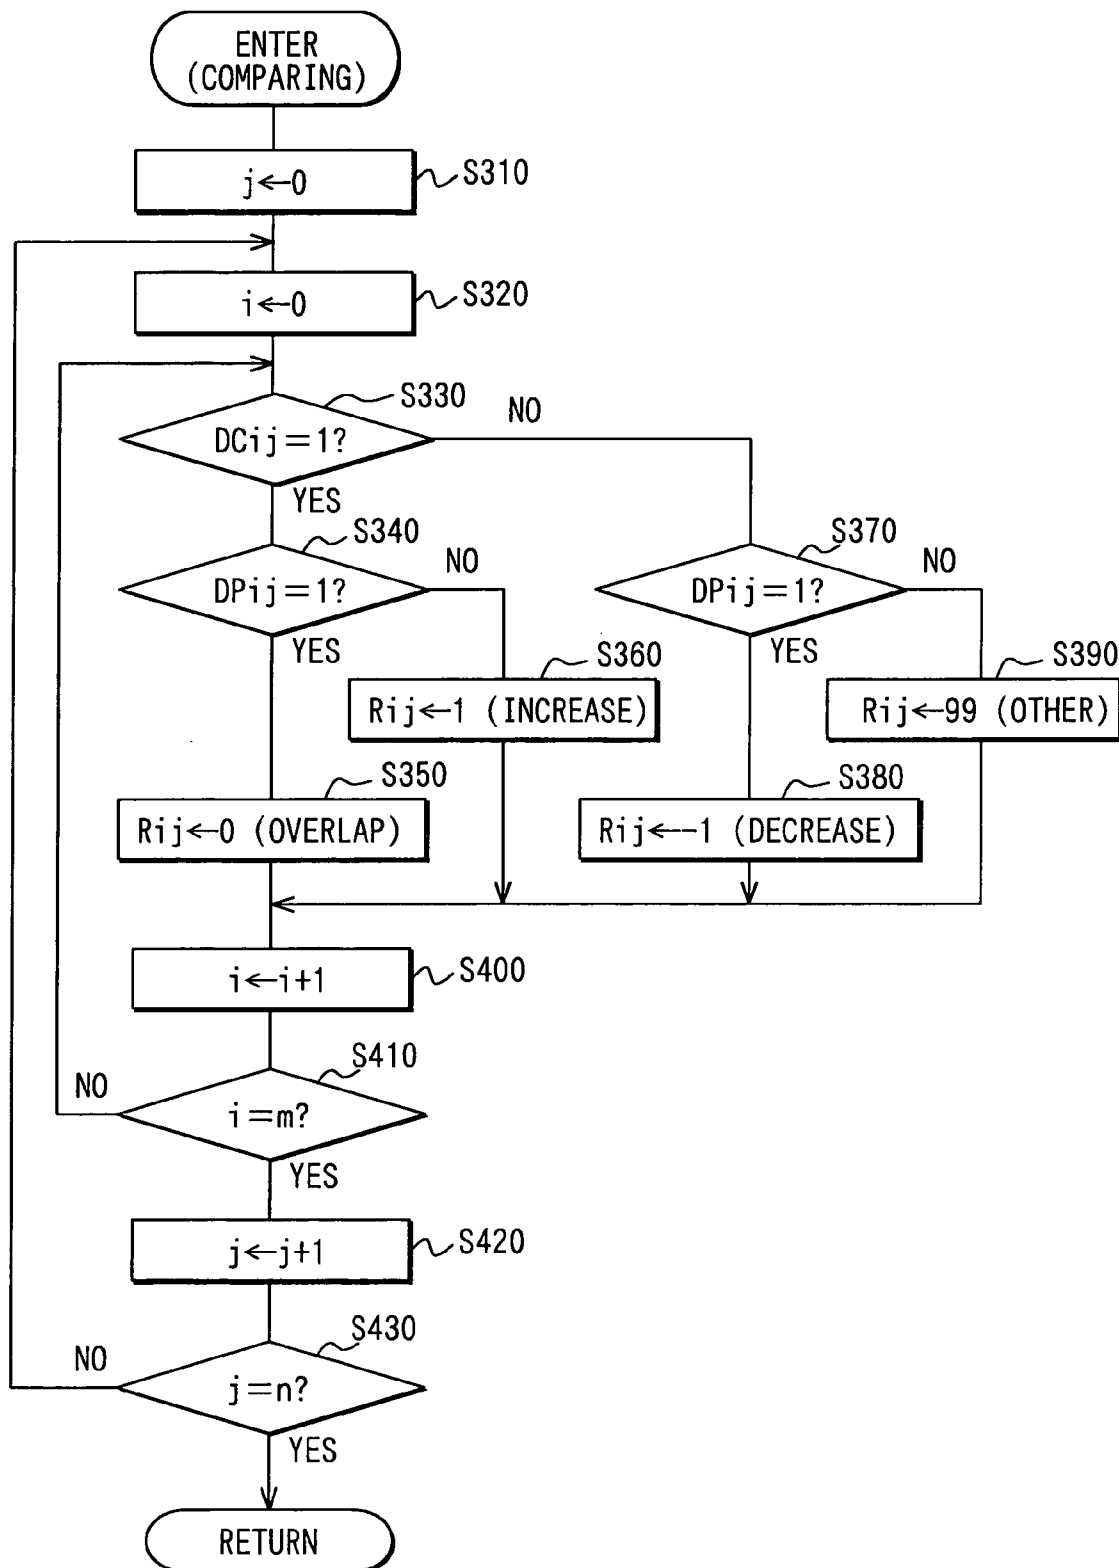 ENTER
(COMPARING)
j←0
S310
i←0
S320
S330
DCij=1?
NO
YES
S340
DPij=1?
NO
YES
S370
DPij=1?
NO
YES
S360
Rij←1 (INCREASE)
S390
Rij←99 (OTHER)
S350
Rij←0 (OVERLAP)
S380
Rij←-1 (DECREASE)
i←i+1
S400
S410
NO
i=m?
YES
j←j+1
S420
S430
NO
j=n?
YES
RETURN